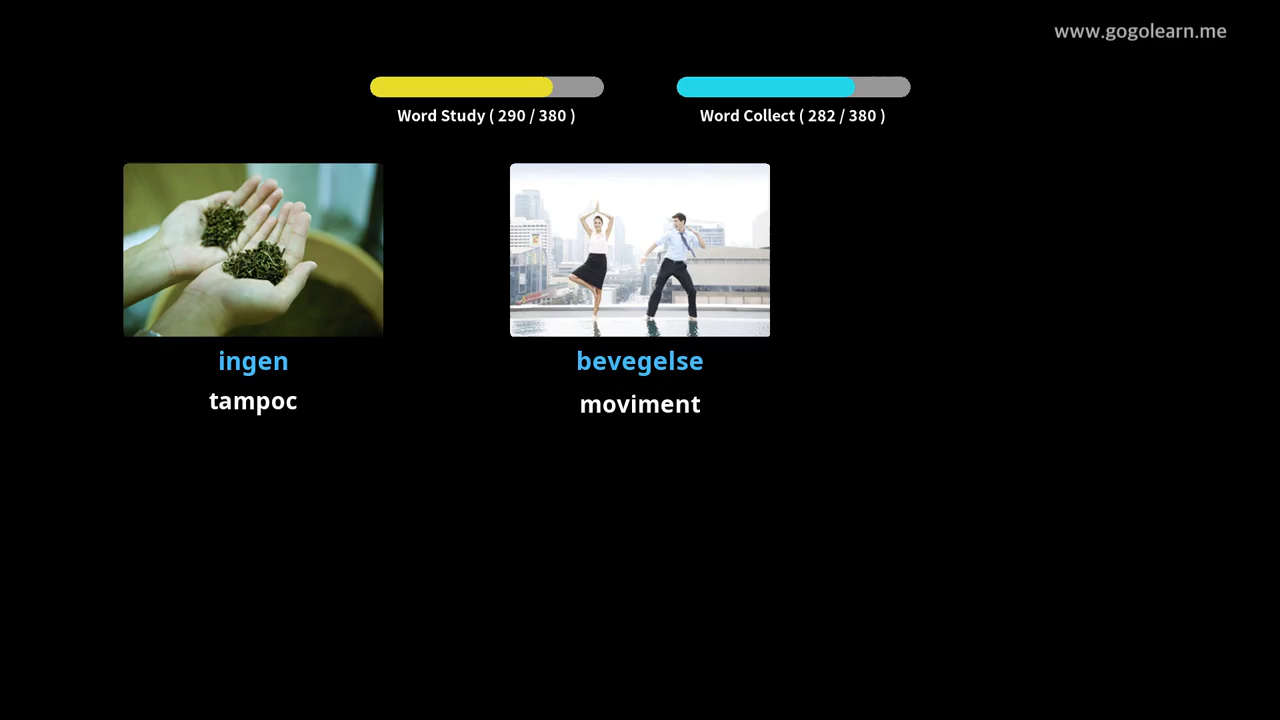 www.gogolearn.me
Word Study ( 290 / 380 )
Word Collect ( 282 / 380 )
ingen
tampoc
bevegelse
moviment